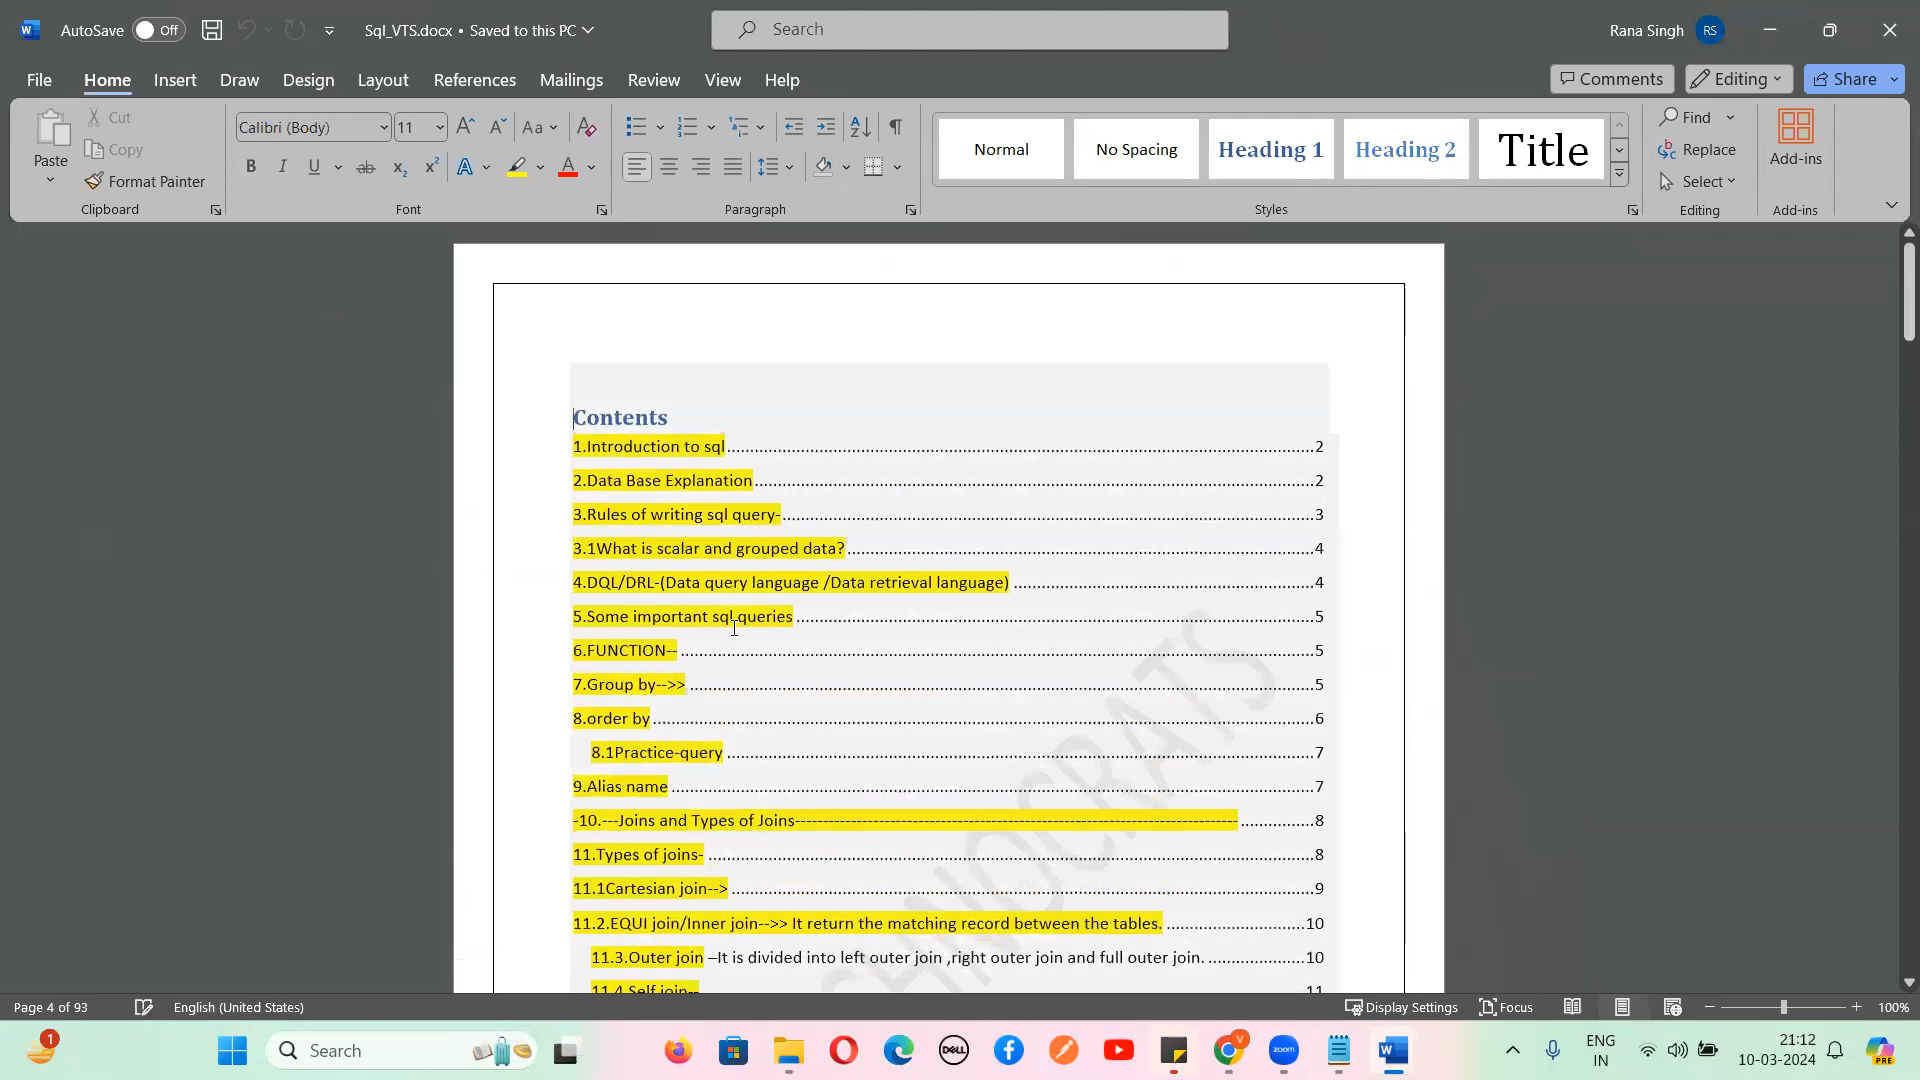 AutoSave Off Sql_VTS.docx • Saved to this PC Search Rana Singh RS
File Home Insert Draw Design Layout References Mailings Review View Help Comments Editing Share
Paste Cut Copy Format Painter Clipboard
Calibri (Body) 11 Font
Paragraph
Normal No Spacing Heading 1 Heading 2 Title Styles
Find Replace Select Editing
Add-ins Add-ins
Contents
1.Introduction to sql 2
2.Data Base Explanation 2
3.Rules of writing sql query- 3
3.1What is scalar and grouped data? 4
4.DQL/DRL-(Data query language /Data retrieval language) 4
5.Some important sql queries 5
6.FUNCTION-- 5
7.Group by-->> 5
8.order by 6
8.1Practice-query 7
9.Alias name 7
-10.---Joins and Types of Joins-------------------------------------------------------------------------------- 8
11.Types of joins- 8
11.1Cartesian join--> 9
11.2.EQUI join/Inner join-->> It return the matching record between the tables. 10
11.3.Outer join –It is divided into left outer join ,right outer join and full outer join. 10
11.4.Self join-- 11
Page 4 of 93 English (United States) Display Settings Focus 100%
1 Search DELL zoom V ENG IN 21:12 10-03-2024 PRE